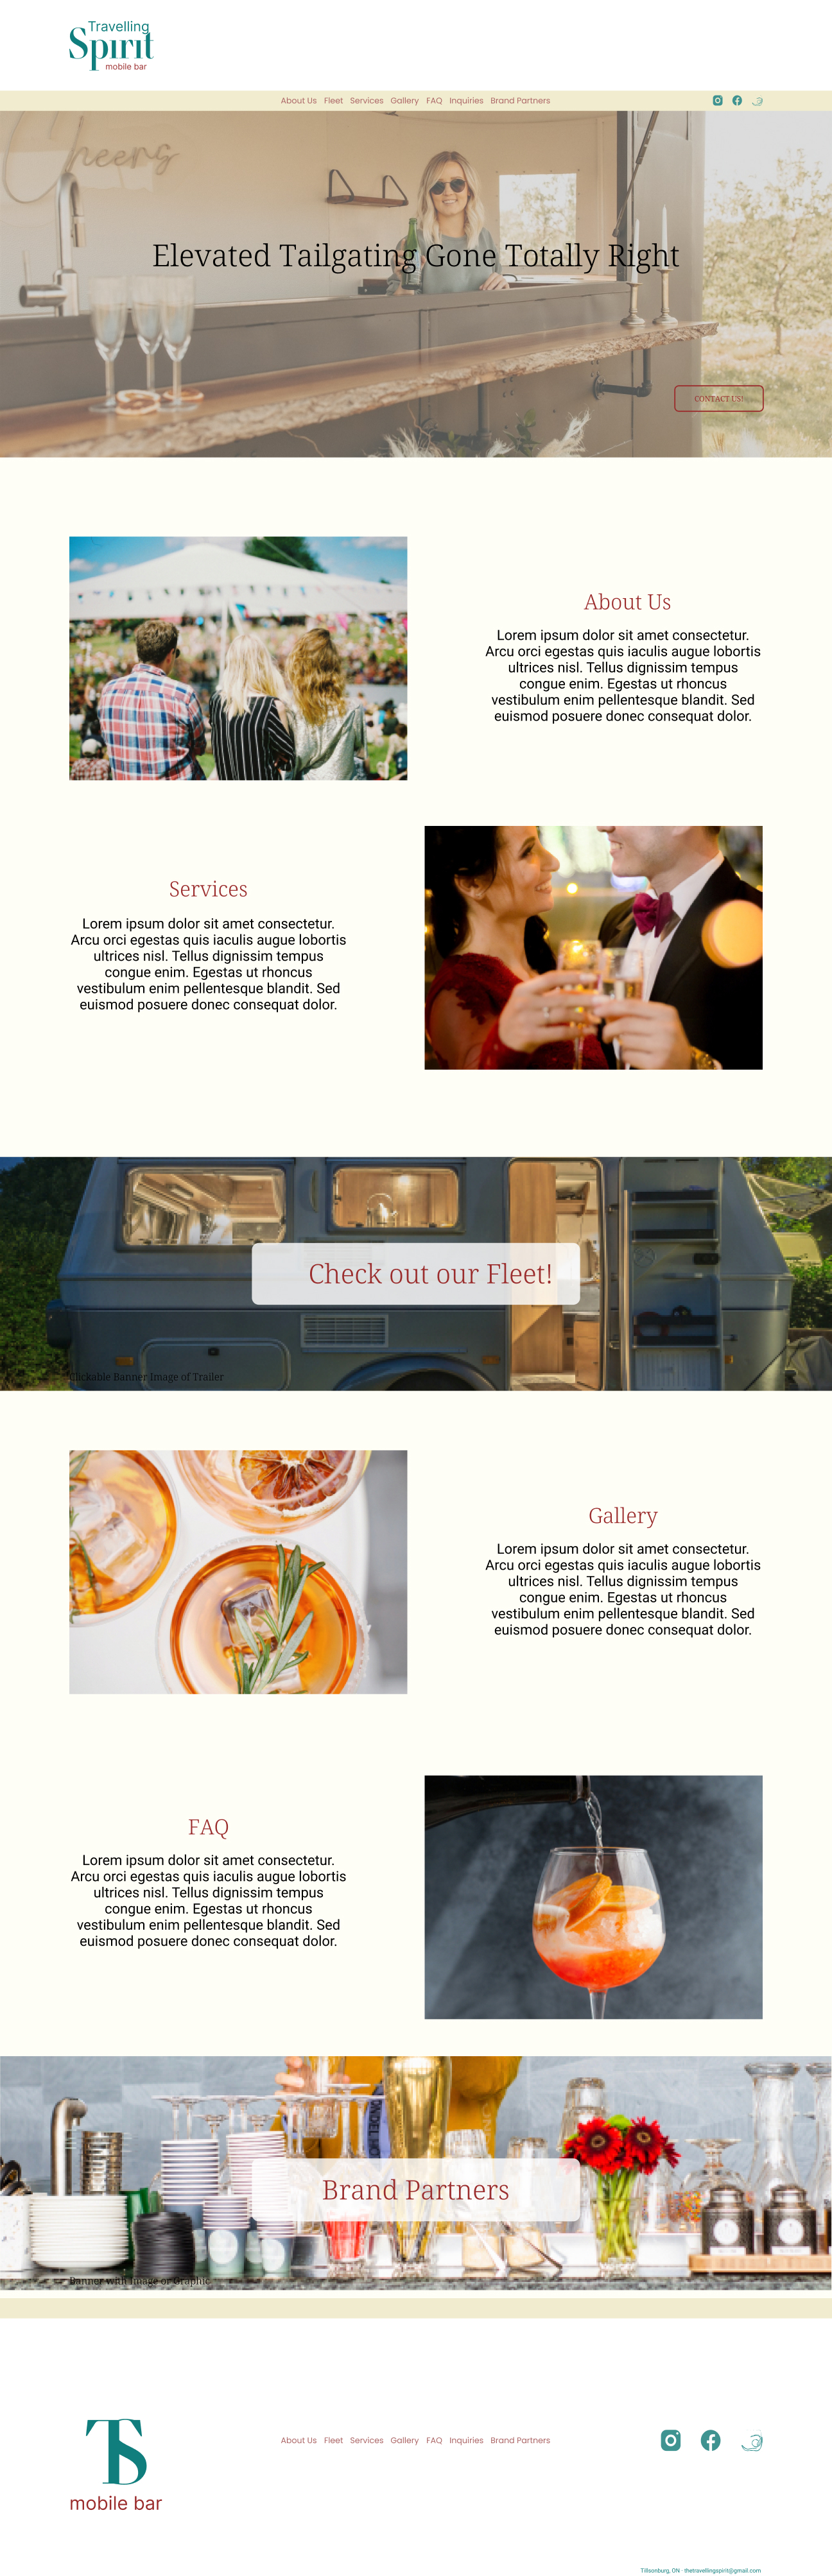 Travelling
Spirit
mobile bar
About Us Fleet Services Gallery FAQ Inquiries Brand Partners
cheers
Elevated Tailgating Gone Totally Right
CONTACT US!
About Us
Lorem ipsum dolor sit amet consectetur.
Arcu orci egestas quis iaculis augue lobortis
ultrices nisl. Tellus dignissim tempus
congue enim. Egestas ut rhoncus
vestibulum enim pellentesque blandit. Sed
euismod posuere donec consequat dolor.
Services
Lorem ipsum dolor sit amet consectetur.
Arcu orci egestas quis iaculis augue lobortis
ultrices nisl. Tellus dignissim tempus
congue enim. Egestas ut rhoncus
vestibulum enim pellentesque blandit. Sed
euismod posuere donec consequat dolor.
Check out our Fleet!
Clickable Banner Image of Trailer
Gallery
Lorem ipsum dolor sit amet consectetur.
Arcu orci egestas quis iaculis augue lobortis
ultrices nisl. Tellus dignissim tempus
congue enim. Egestas ut rhoncus
vestibulum enim pellentesque blandit. Sed
euismod posuere donec consequat dolor.
FAQ
Lorem ipsum dolor sit amet consectetur.
Arcu orci egestas quis iaculis augue lobortis
ultrices nisl. Tellus dignissim tempus
congue enim. Egestas ut rhoncus
vestibulum enim pellentesque blandit. Sed
euismod posuere donec consequat dolor.
Brand Partners
Banner with Image or Graphic
TS
mobile bar
About Us Fleet Services Gallery FAQ Inquiries Brand Partners
Tillsonburg, ON · thetravellingspirit@gmail.com